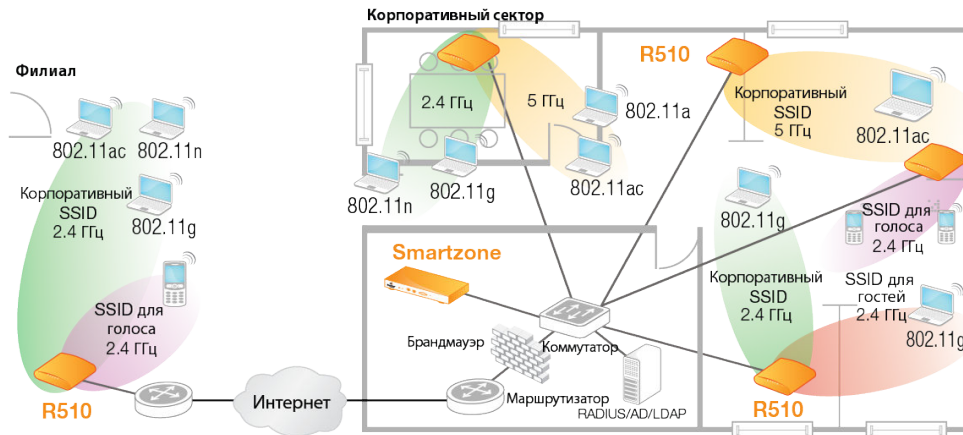 Корпоративный сектор
Филиал
802.11ac
802.11n
Корпоративный
SSID
2.4 ГГц
802.11g
SSID для
голоса
2.4 ГГц
R510
Интернет
2.4 ГГц
5 ГГц
802.11a
802.11n
802.11g
802.11ac
R510
Корпоративный
SSID
5 ГГц
802.11ac
802.11g
SSID для
голоса
2.4 ГГц
Smartzone
Корпоративный
SSID
2.4 ГГц
SSID для
гостей
2.4 ГГц
802.11g
Брандмауэр
Коммутатор
Маршрутизатор
RADIUS/AD/LDAP
R510